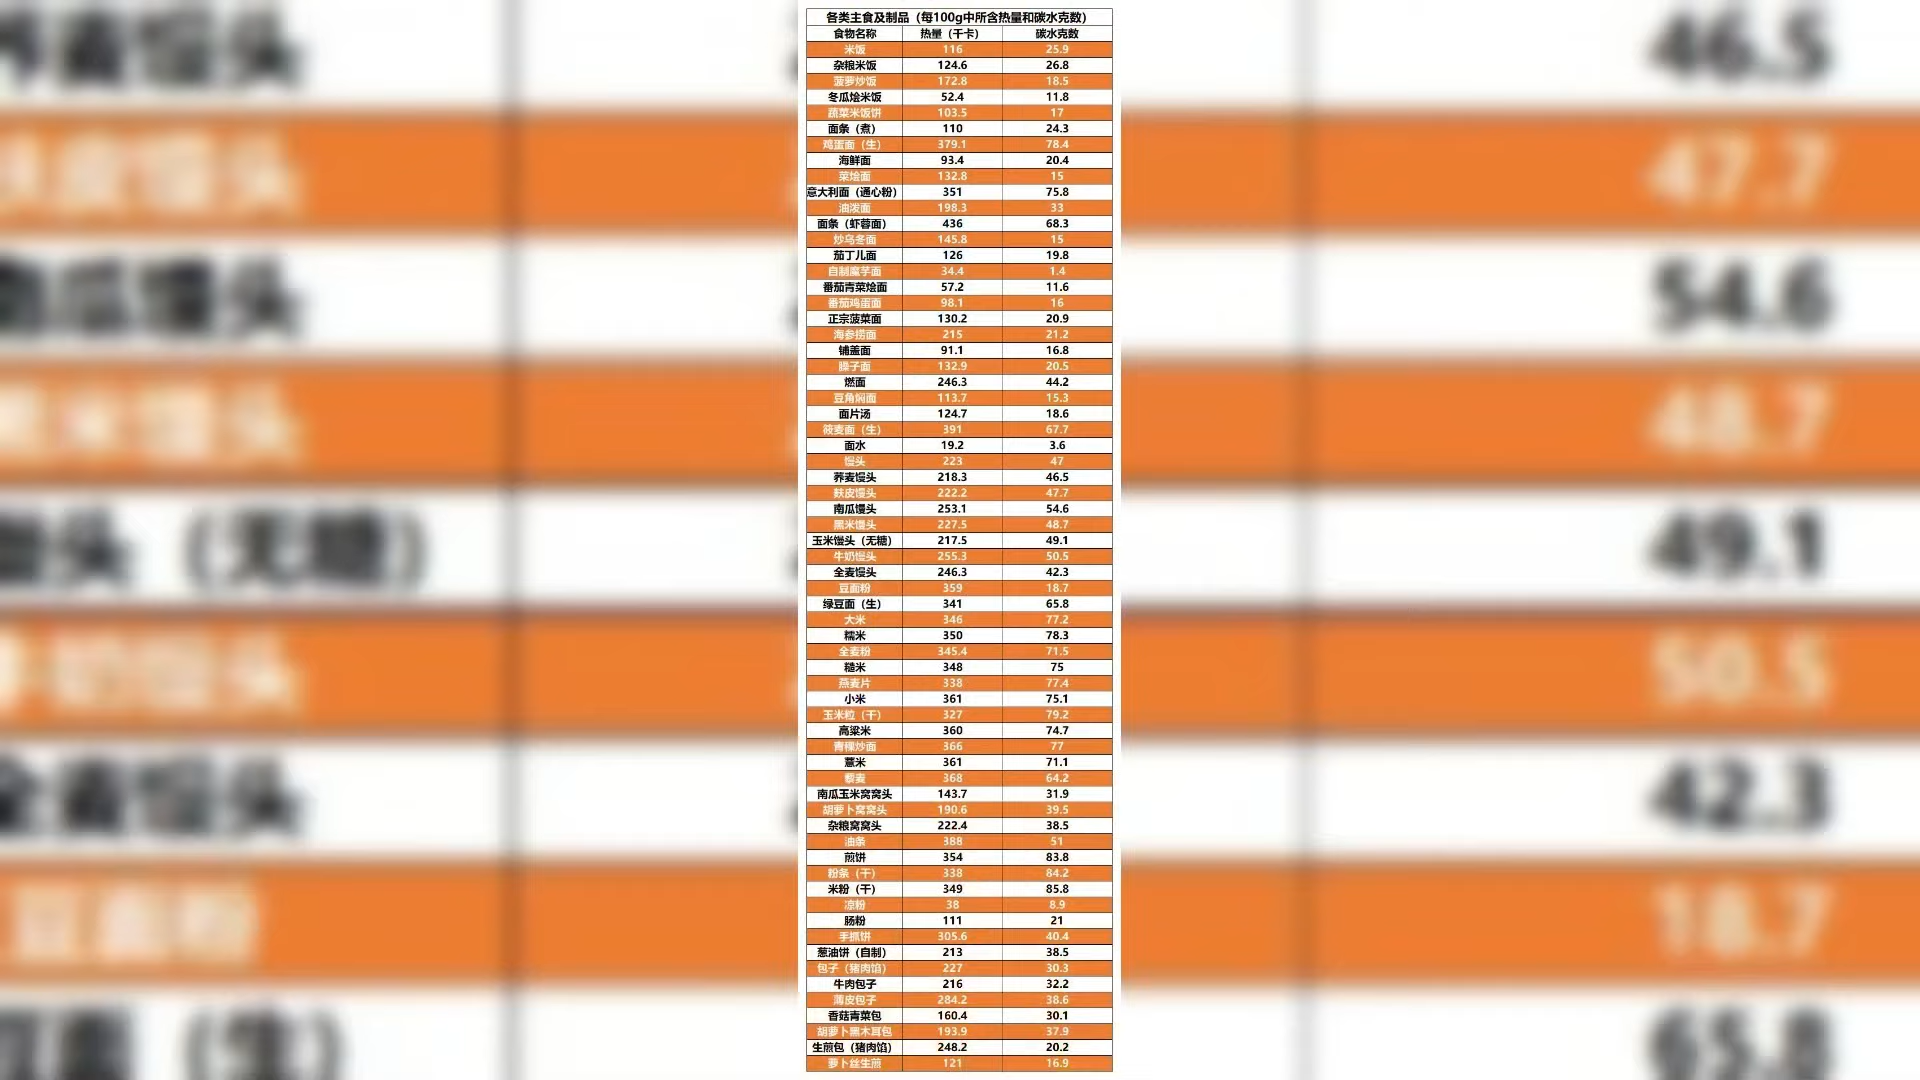 各类主食及制品（每100g中所含热量和碳水克数）
食物名称 热量（千卡） 碳水克数
米饭 116 25.9
杂粮米饭 124.6 26.8
菠萝炒饭 172.8 18.5
冬瓜烩米饭 52.4 11.8
蔬菜米饭饼 103.5 17
面条（煮） 110 24.3
鸡蛋面（生） 379.1 78.4
海鲜面 93.4 20.4
菜烩面 132.8 15
意大利面（通心粉） 351 75.8
油泼面 198.3 33
面条（虾蓉面） 436 68.3
炒乌冬面 145.8 15
茄丁儿面 126 19.8
自制魔芋面 34.4 1.4
番茄青菜烩面 57.2 11.6
番茄鸡蛋面 98.1 16
正宗菠菜面 130.2 20.9
海参捞面 215 21.2
铺盖面 91.1 16.8
臊子面 132.9 20.5
燃面 246.3 44.2
豆角焖面 113.7 15.3
面片汤 124.7 18.6
莜麦面（生） 391 67.7
面水 19.2 3.6
馒头 223 47
荞麦馒头 218.3 46.5
麸皮馒头 222.2 47.7
南瓜馒头 253.1 54.6
黑米馒头 227.5 48.7
玉米馒头（无糖） 217.5 49.1
牛奶馒头 255.3 50.5
全麦馒头 246.3 42.3
豆面粉 359 18.7
绿豆面（生） 341 65.8
大米 346 77.2
糯米 350 78.3
全麦粉 345.4 71.5
糙米 348 75
燕麦片 338 77.4
小米 361 75.1
玉米粒（干） 327 79.2
高粱米 360 74.7
青稞炒面 366 77
薏米 361 71.1
藜麦 368 64.2
南瓜玉米窝窝头 143.7 31.9
胡萝卜窝窝头 190.6 39.5
杂粮窝窝头 222.4 38.5
油条 388 51
煎饼 354 83.8
粉条（干） 338 84.2
米粉（干） 349 85.8
凉粉 38 8.9
肠粉 111 21
手抓饼 305.6 40.4
葱油饼（自制） 213 38.5
包子（猪肉馅） 227 30.3
牛肉包子 216 32.2
薄皮包子 284.2 38.6
香菇青菜包 160.4 30.1
胡萝卜黑木耳包 193.9 37.9
生煎包（猪肉馅） 248.2 20.2
萝卜丝生煎 121 16.9